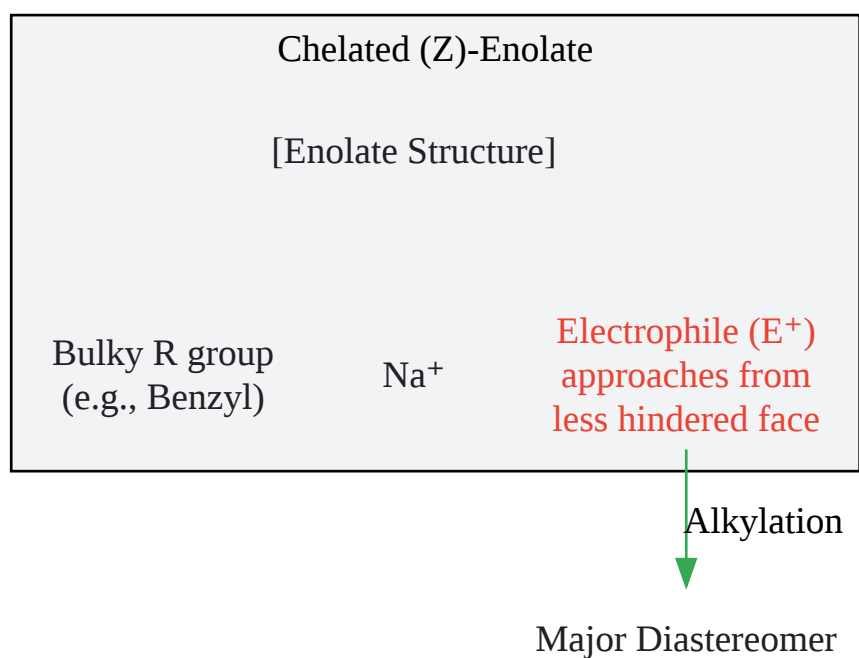 Chelated (Z)-Enolate
[Enolate Structure]
Bulky R group
(e.g., Benzyl)
Na⁺
Electrophile (E⁺)
approaches from
less hindered face
Alkylation
Major Diastereomer